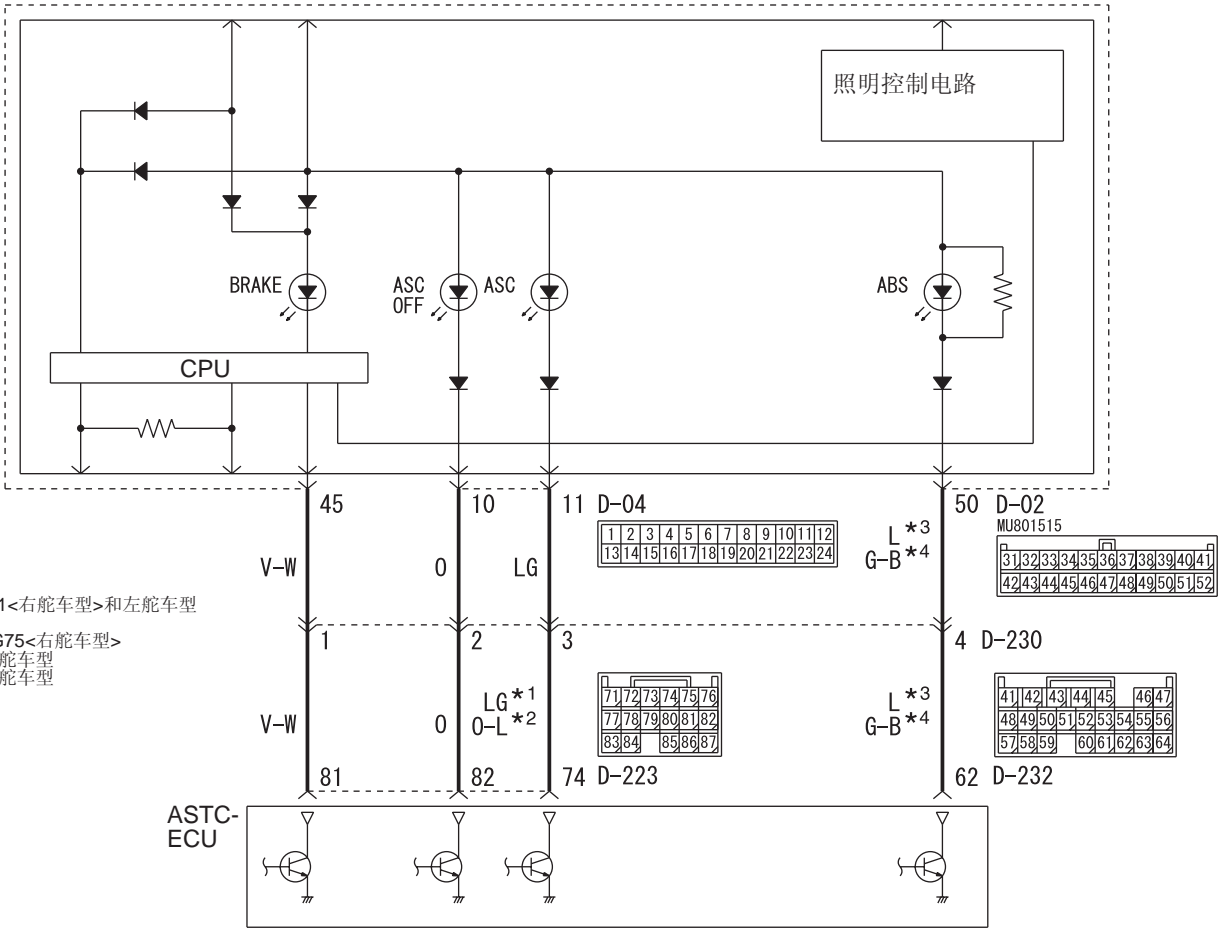 照明控制电路
BRAKE
ASC
OFF
ASC
ABS
CPU
45
10
11 D-04
50 D-02
MU801515
1 2 3 4 5 6 7 8 9 10 11 12
13 14 15 16 17 18 19 20 21 22 23 24
31 32 33 34 35 36 37 38 39 40 41
42 43 44 45 46 47 48 49 50 51 52
V-W
O
LG
L*3
G-B*4
1<右舵车型>和左舵车型
G75<右舵车型>
舵车型
舵车型
1
2
3
4 D-230
V-W
O
LG*1
O-L*2
L*3
G-B*4
71 72 73 74 75 76
77 78 79 80 81 82
83 84 85 86 87
41 42 43 44 45 46 47
48 49 50 51 52 53 54 55 56
57 58 59 60 61 62 63 64
81
82
74 D-223
62 D-232
ASTC-
ECU